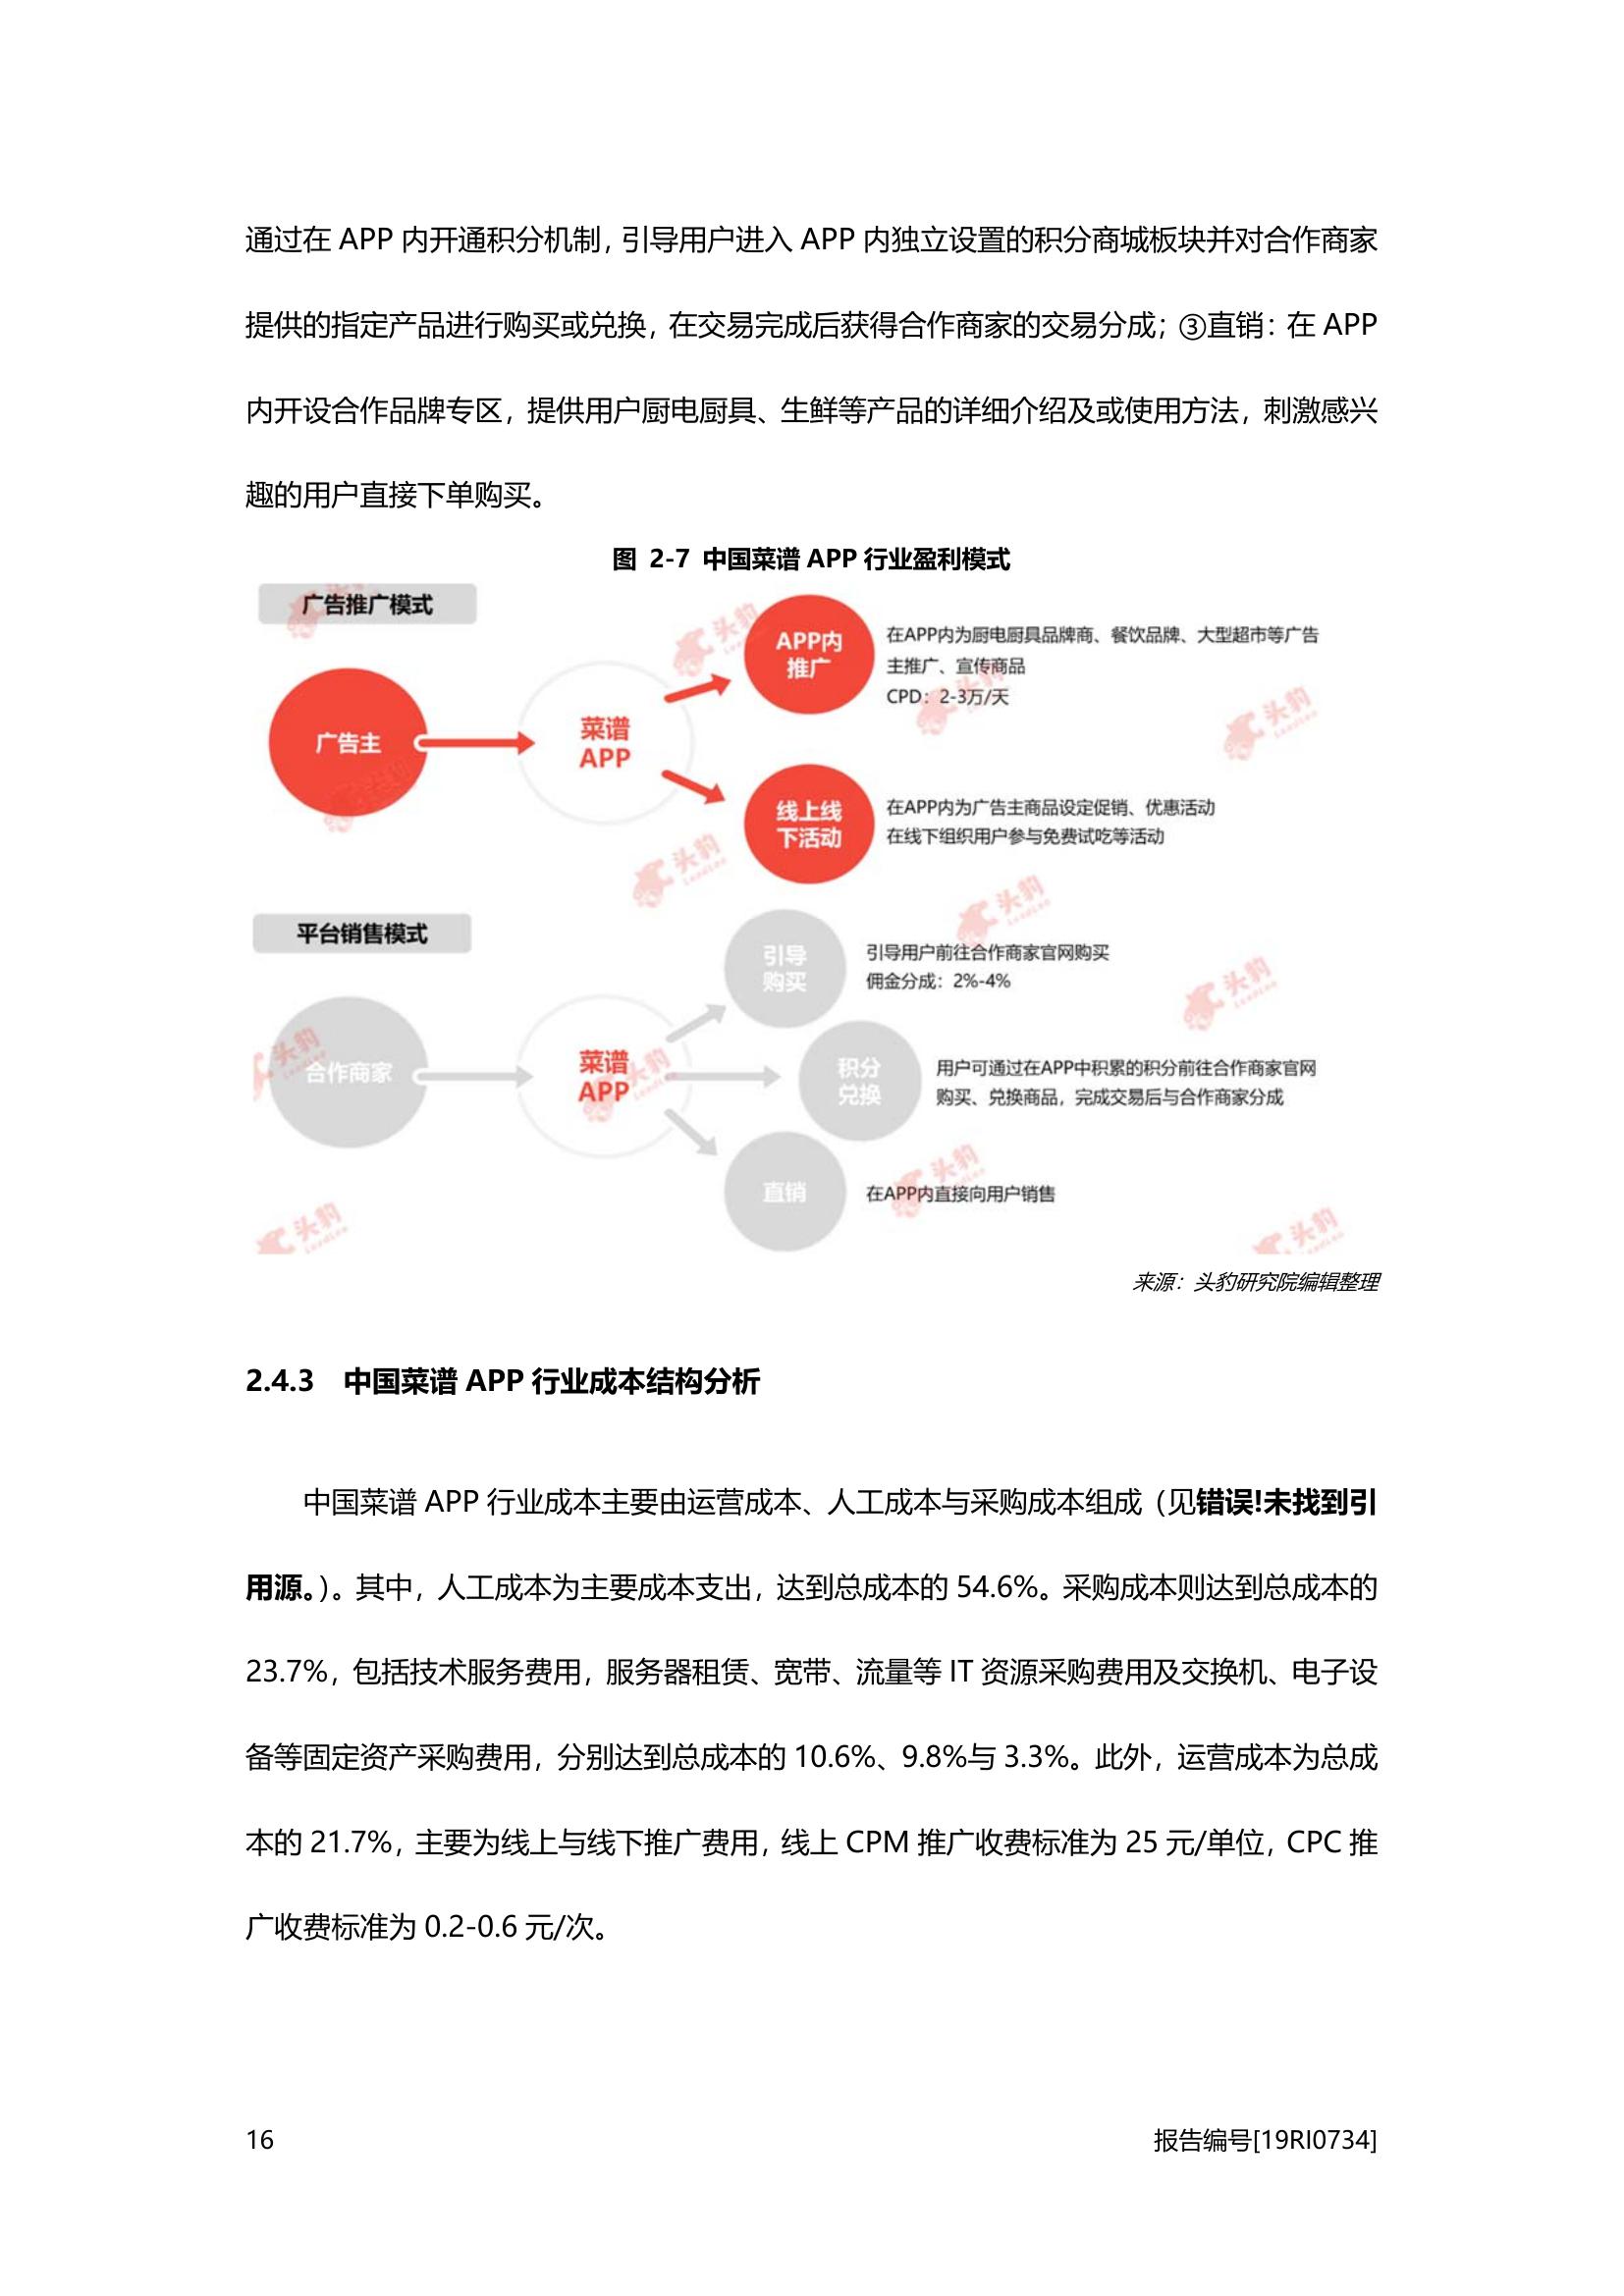 通过在 APP 内开通积分机制，引导用户进入 APP 内独立设置的积分商城板块并对合作商家
提供的指定产品进行购买或兑换，在交易完成后获得合作商家的交易分成；③直销：在 APP
内开设合作品牌专区，提供用户厨电厨具、生鲜等产品的详细介绍及或使用方法，刺激感兴
趣的用户直接下单购买。
图 2-7 中国菜谱 APP 行业盈利模式
广告推广模式
广告主
菜谱
APP
APP内
推广
在APP内为厨电厨具品牌商、餐饮品牌、大型超市等广告
主推广、宣传商品
CPD：2-3万/天
线上线
下活动
在APP内为广告主商品设定促销、优惠活动
在线下组织用户参与免费试吃等活动
平台销售模式
合作商家
菜谱
APP
引导
购买
引导用户前往合作商家官网购买
佣金分成：2%-4%
积分
兑换
用户可通过在APP中积累的积分前往合作商家官网
购买、兑换商品，完成交易后与合作商家分成
直销
在APP内直接向用户销售
头豹
LeadLeo
来源：头豹研究院编辑整理
2.4.3 中国菜谱 APP 行业成本结构分析
中国菜谱 APP 行业成本主要由运营成本、人工成本与采购成本组成（见错误!未找到引
用源。）。其中，人工成本为主要成本支出，达到总成本的 54.6%。采购成本则达到总成本的
23.7%，包括技术服务费用，服务器租赁、宽带、流量等 IT 资源采购费用及交换机、电子设
备等固定资产采购费用，分别达到总成本的 10.6%、9.8%与 3.3%。此外，运营成本为总成
本的 21.7%，主要为线上与线下推广费用，线上 CPM 推广收费标准为 25 元/单位，CPC 推
广收费标准为 0.2-0.6 元/次。
16
报告编号[19RI0734]